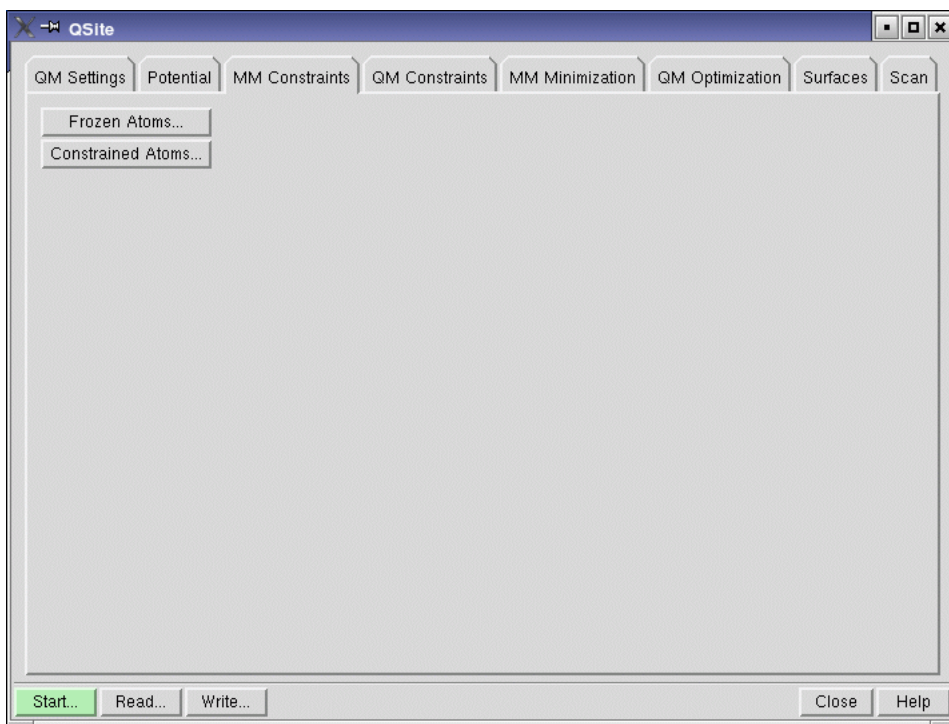 QSite
QM Settings Potential MM Constraints QM Constraints MM Minimization QM Optimization Surfaces Scan
Frozen Atoms...
Constrained Atoms...
Start... Read... Write... Close Help